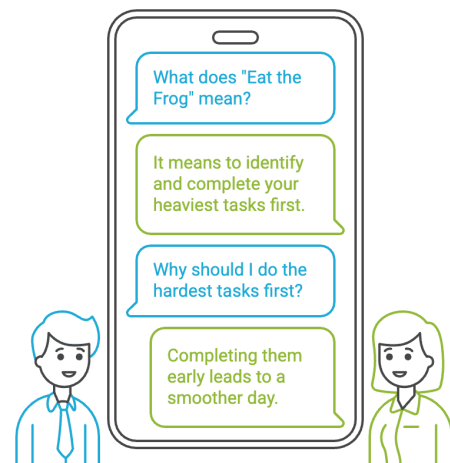 What does "Eat the
Frog" mean?
It means to identify
and complete your
heaviest tasks first.
Why should I do the
hardest tasks first?
Completing them
early leads to a
smoother day.